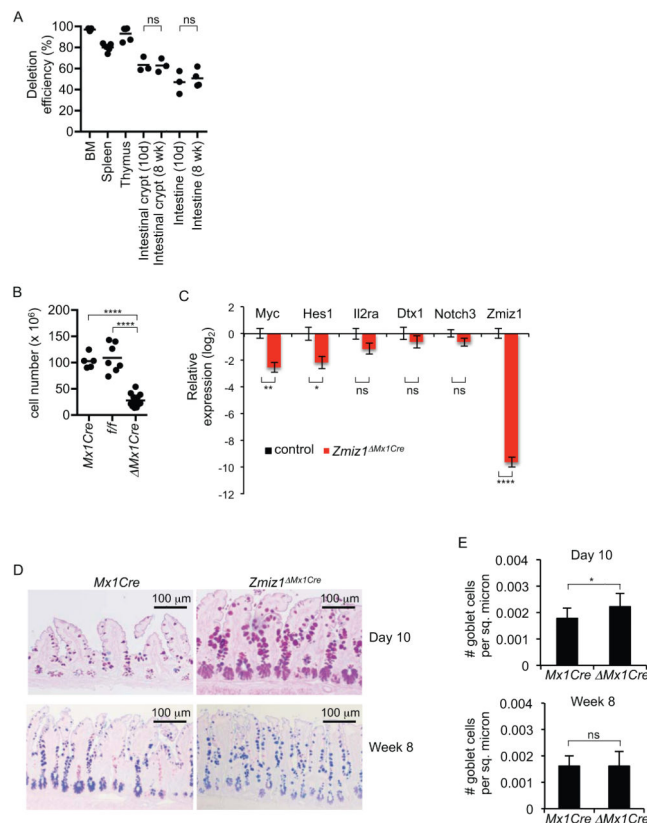 A
ns ns
100
80
60
40
20
0
Deletion
efficiency (%)
BM
Spleen
Thymus
Intestinal crypt (10d)
Intestinal crypt (8 wk)
Intestine (10d)
Intestine (8 wk)
B
****
****
200
150
100
50
0
cell number (x 10⁶)
Mx1Cre
f/f
ΔMx1Cre
C
Myc Hes1 Il2ra Dtx1 Notch3 Zmiz1
2
0
-2
-4
-6
-8
-10
-12
Relative
expression (log₂)
** * ns ns ns
****
control Zmiz1ΔMx1Cre
D
Mx1Cre Zmiz1ΔMx1Cre
100 µm 100 µm
Day 10
100 µm 100 µm
Week 8
E
Day 10
0.004
0.003
0.002
0.001
0
# goblet cells
per sq. micron
*
Mx1Cre ΔMx1Cre
Week 8
0.004
0.003
0.002
0.001
0
# goblet cells
per sq. micron
ns
Mx1Cre ΔMx1Cre